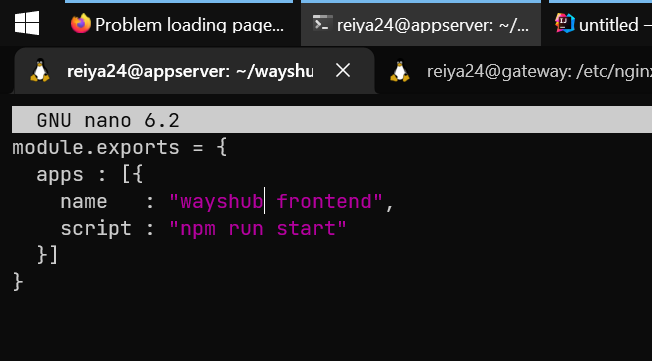 Problem loading page...
reiya24@appserver: ~/...
untitled –
reiya24@appserver: ~/wayshu
reiya24@gateway: /etc/nginx
GNU nano 6.2
module.exports = {
  apps : [{
    name   : "wayshub frontend",
    script : "npm run start"
  }]
}